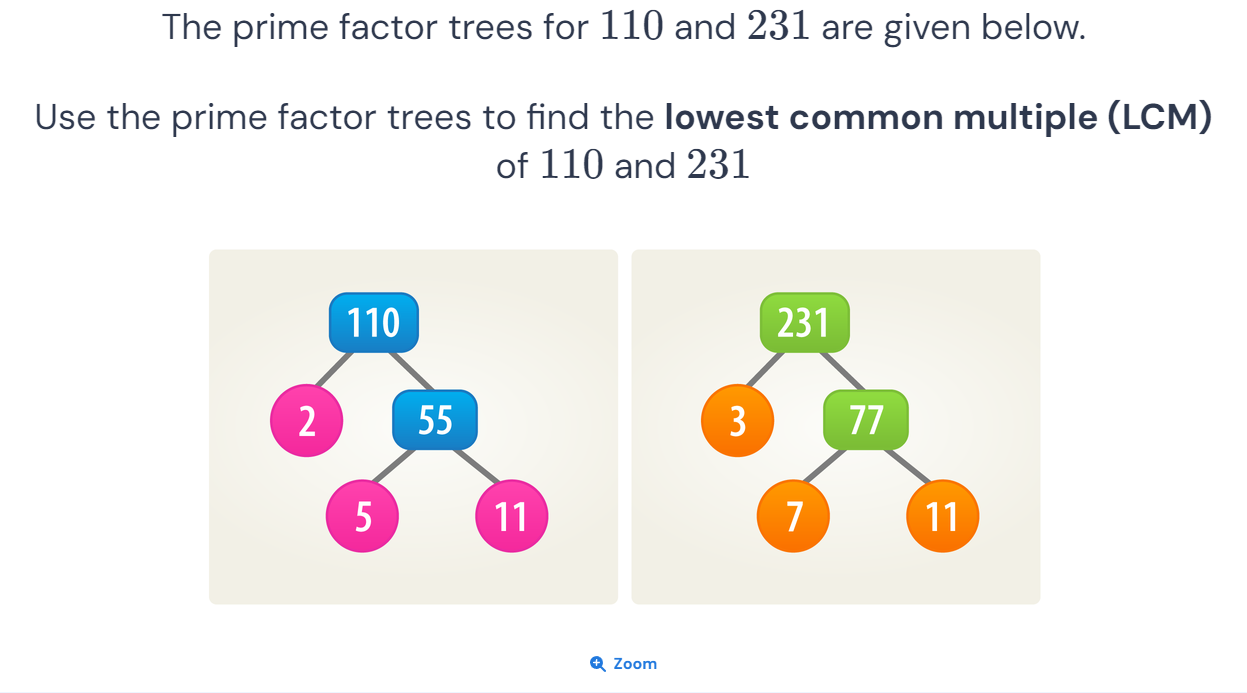 The prime factor trees for 110 and 231 are given below.
Use the prime factor trees to find the lowest common multiple (LCM)
of 110 and 231
110
231
2
55
3
77
5
11
7
11
Zoom